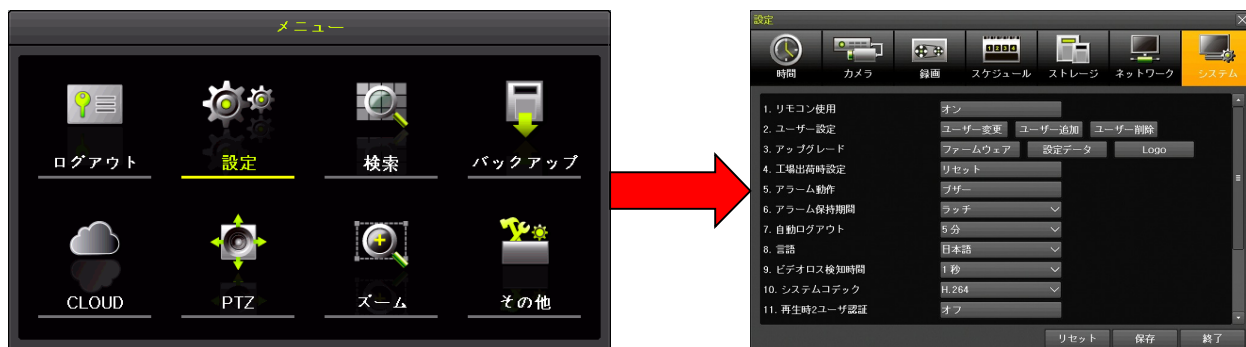 メニュー
ログアウト 設定 検索 バックアップ
CLOUD PTZ ズーム その他
設定
時間 カメラ 録画 スケジュール ストレージ ネットワーク システム
1. リモコン使用 オン
2. ユーザー設定 ユーザー変更 ユーザー追加 ユーザー削除
3. アップグレード ファームウェア 設定データ Logo
4. 工場出荷時設定 リセット
5. アラーム動作 ブザー
6. アラーム保持期間 ラッチ
7. 自動ログアウト 5分
8. 言語 日本語
9. ビデオロス検知時間 1秒
10. システムコデック H.264
11. 再生時2ユーザ認証 オフ
リセット 保存 終了